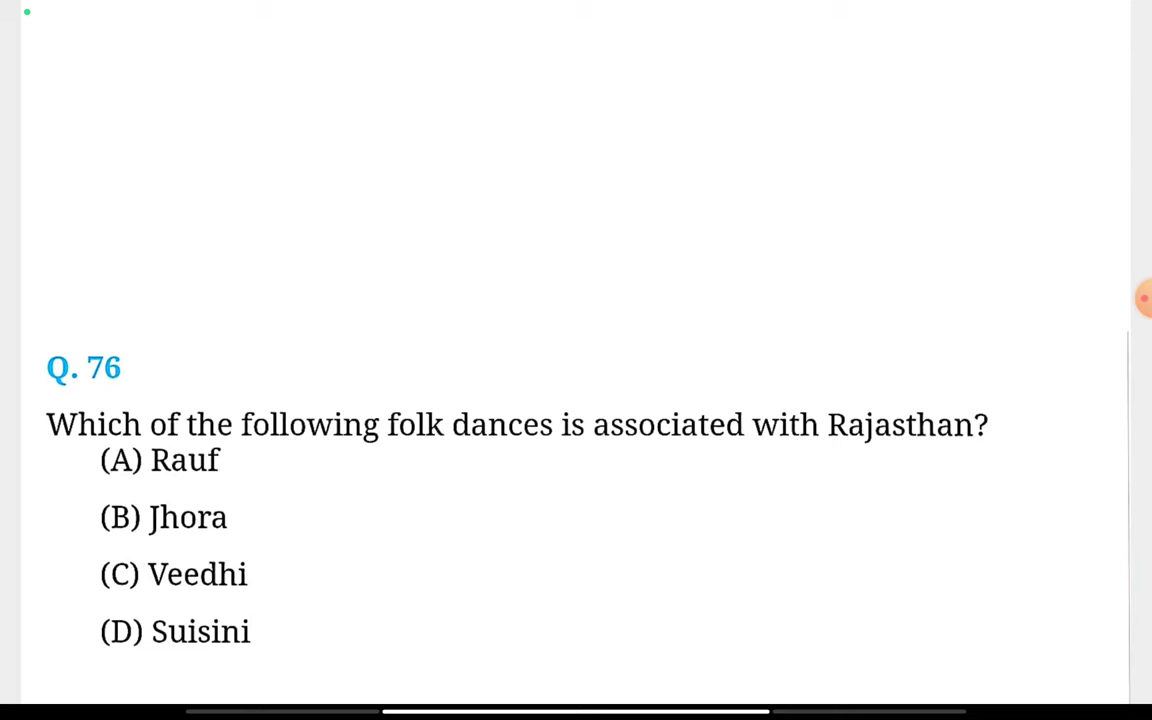 Q. 76
Which of the following folk dances is associated with Rajasthan?
(A) Rauf
(B) Jhora
(C) Veedhi
(D) Suisini